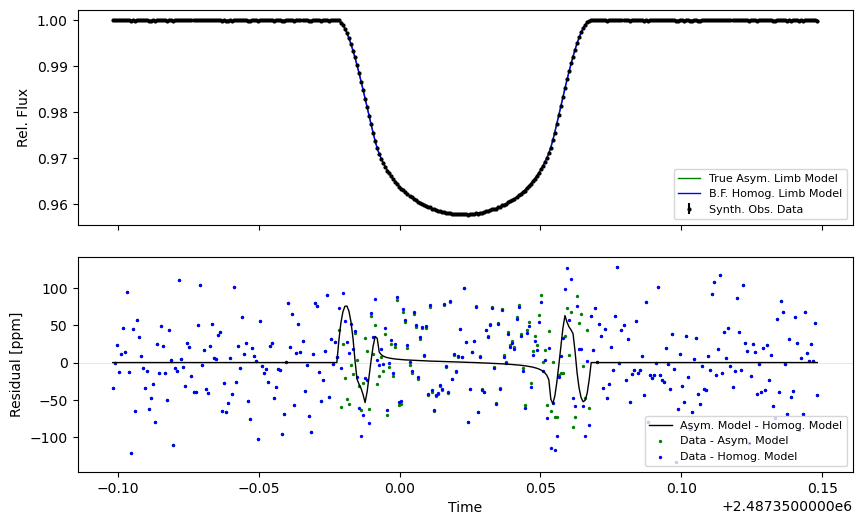 1.00
0.99
0.98
0.97
0.96
Rel. Flux
True Asym. Limb Model
B.F. Homog. Limb Model
Synth. Obs. Data
100
50
0
−50
−100
Residual [ppm]
Asym. Model - Homog. Model
Data - Asym. Model
Data - Homog. Model
−0.10
−0.05
0.00
0.05
0.10
0.15
Time
+2.4873500000e6